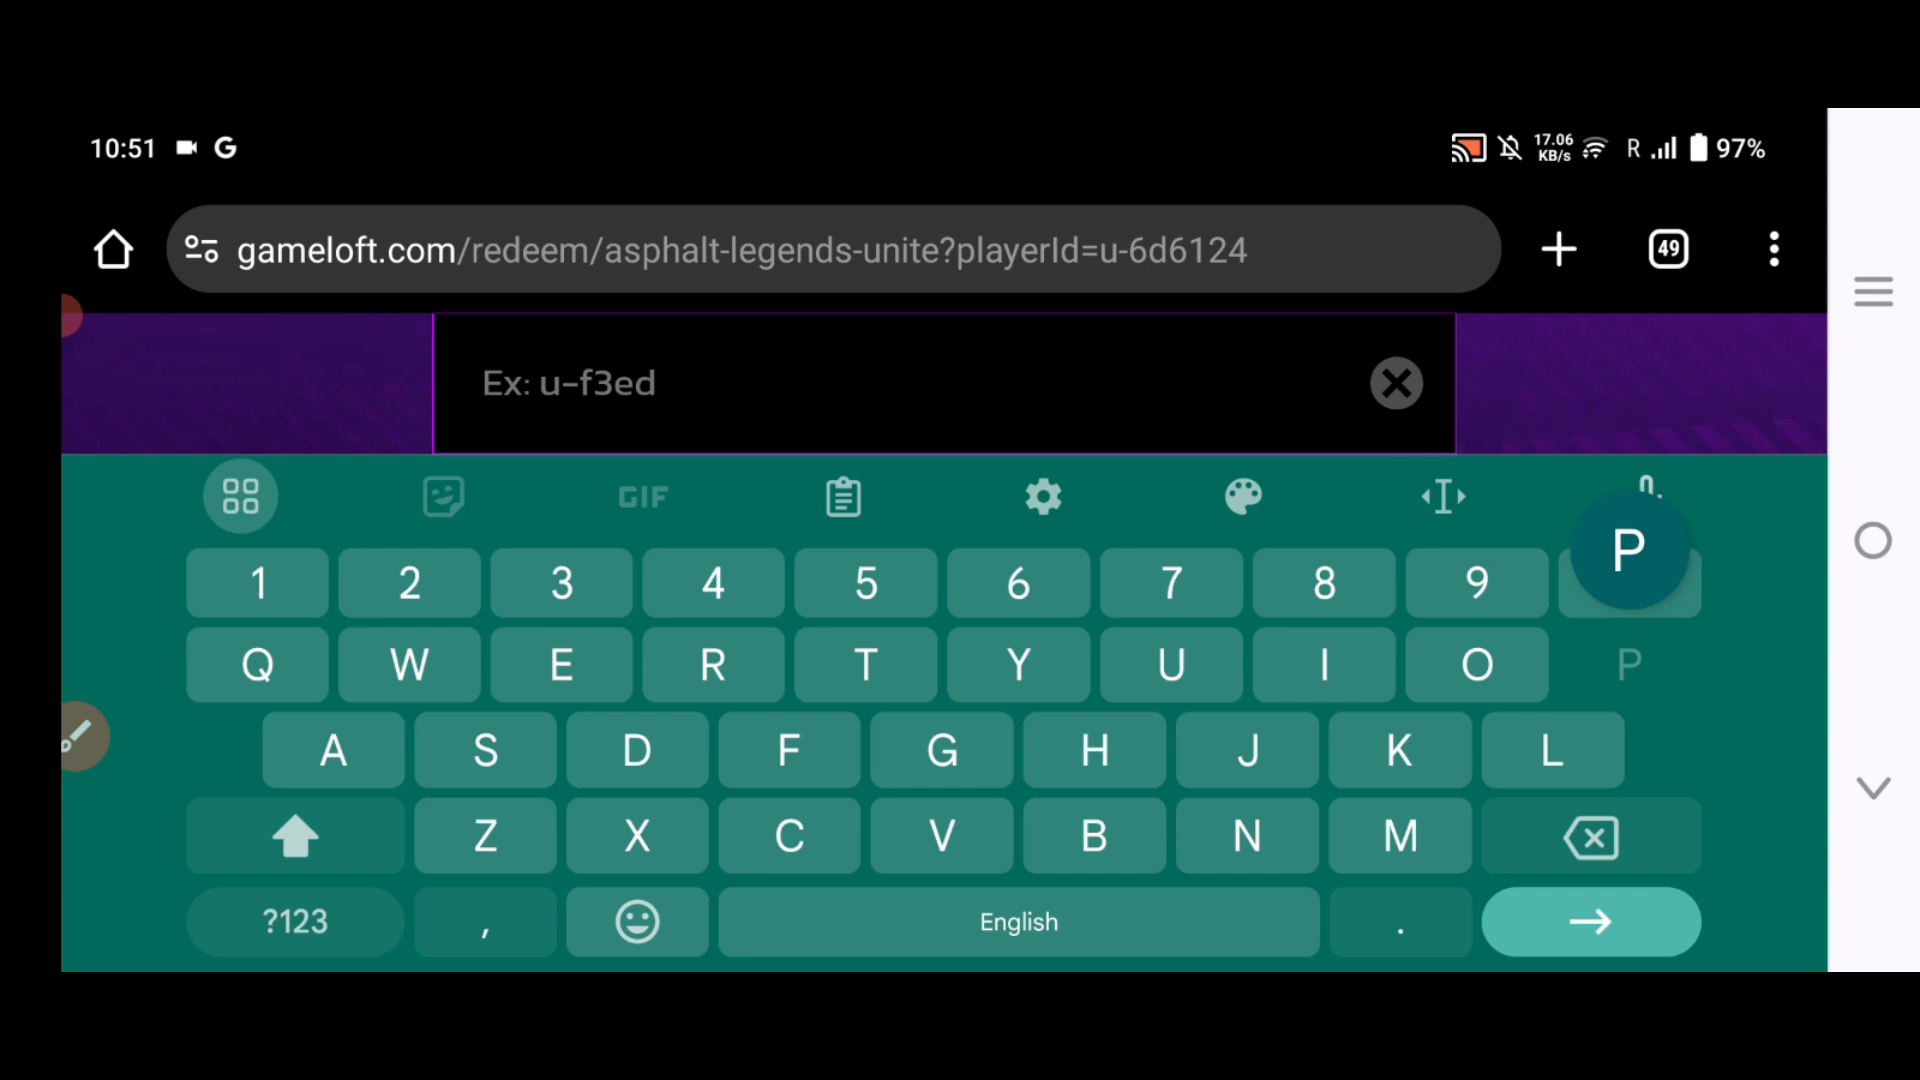 10:51 G 17.06 KB/s R 97%
gameloft.com/redeem/asphalt-legends-unite?playerId=u-6d6124 49
Ex: u-f3ed
GIF
P
1 2 3 4 5 6 7 8 9
Q W E R T Y U I O P
A S D F G H J K L
Z X C V B N M
?123 , English .